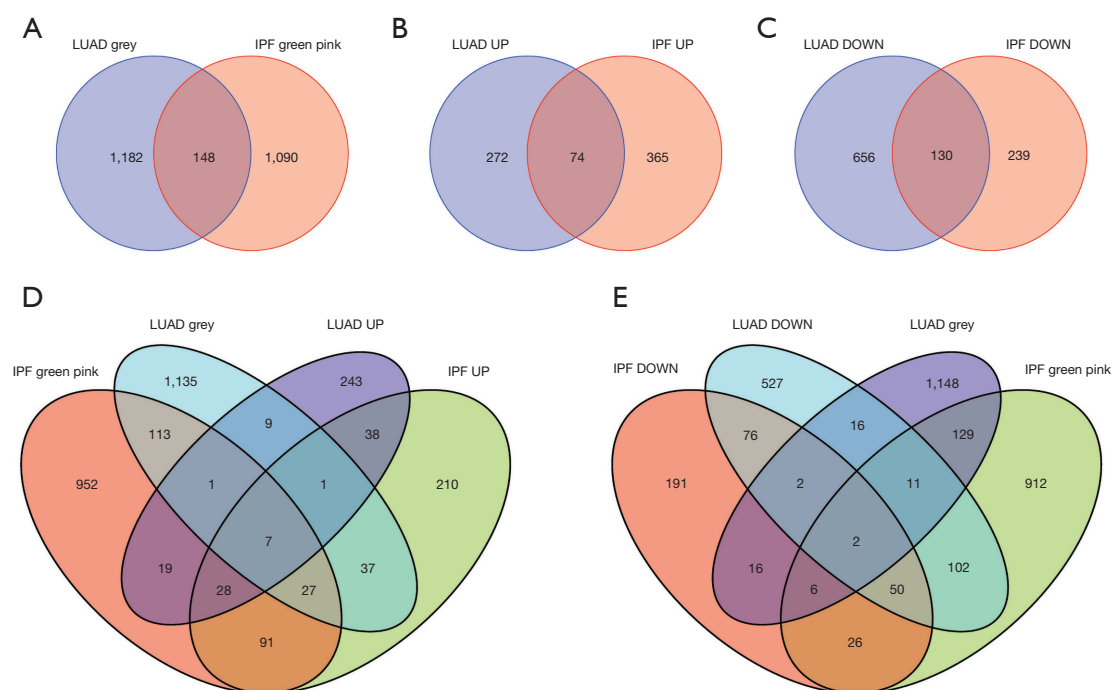 A
B
C
LUAD grey
IPF green pink
LUAD UP
IPF UP
LUAD DOWN
IPF DOWN
1,182
148
1,090
272
74
365
656
130
239
D
E
LUAD grey
LUAD UP
IPF green pink
IPF UP
1,135
243
9
113
38
952
1
1
210
7
19
28
27
37
91
LUAD DOWN
LUAD grey
IPF DOWN
IPF green pink
527
1,148
16
76
129
191
2
11
912
2
16
6
50
102
26